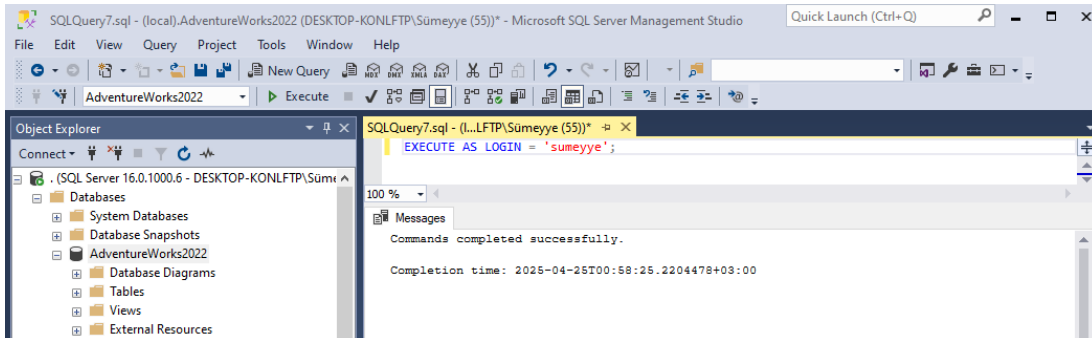 SQLQuery7.sql - (local).AdventureWorks2022 (DESKTOP-KONLFTP\Sümeyye (55))* - Microsoft SQL Server Management Studio
Quick Launch (Ctrl+Q)
File Edit View Query Project Tools Window Help
New Query MDX DMX XMLA DAX
AdventureWorks2022 Execute
Object Explorer
SQLQuery7.sql - (l...LFTP\Sümeyye (55))*
Connect
EXECUTE AS LOGIN = 'sumeyye';
. (SQL Server 16.0.1000.6 - DESKTOP-KONLFTP\Süme
Databases
System Databases
Database Snapshots
AdventureWorks2022
Database Diagrams
Tables
Views
External Resources
100 %
Messages
Commands completed successfully.
Completion time: 2025-04-25T00:58:25.2204478+03:00